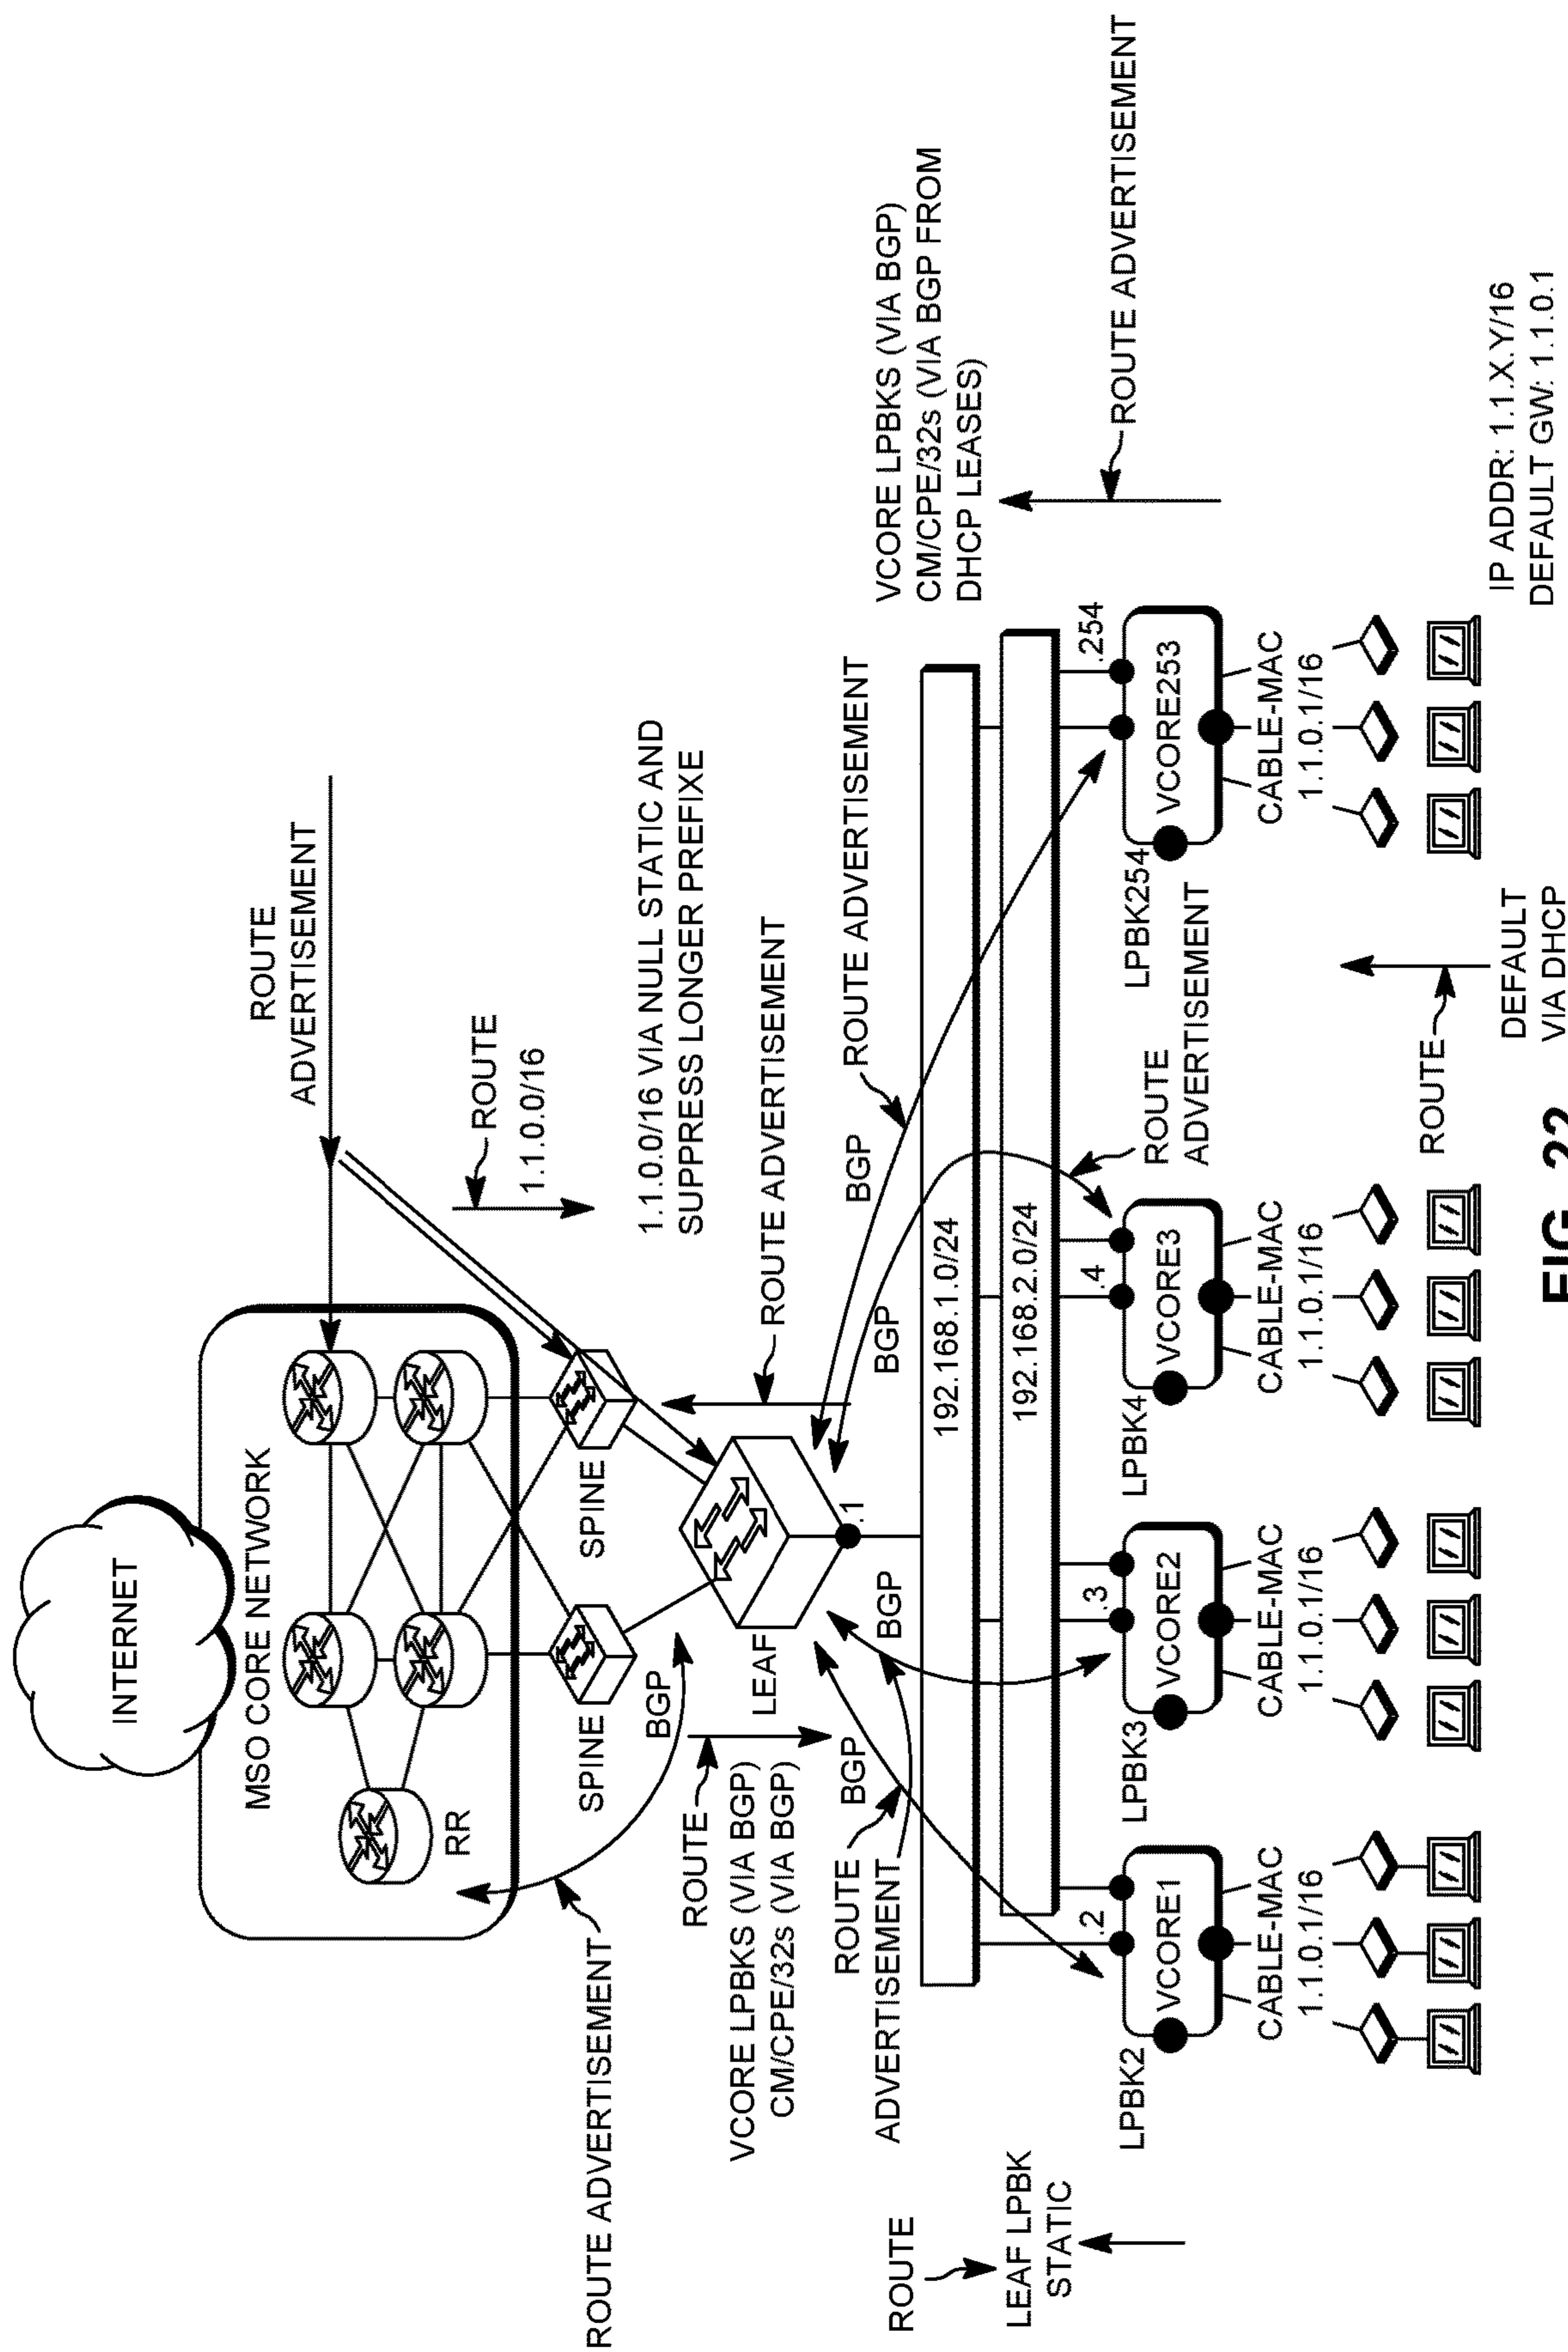 INTERNET
MSO CORE NETWORK
RR
ROUTE
ADVERTISEMENT
ROUTE
1.1.0.0/16
SPINE
SPINE
ROUTE ADVERTISEMENT
BGP
1.1.0.0/16 VIA NULL STATIC AND
SUPPRESS LONGER PREFIXE
ROUTE
VCORE LPBKS (VIA BGP)
CM/CPE/32s (VIA BGP)
LEAF
.1
ROUTE ADVERTISEMENT
ROUTE
ADVERTISEMENT
BGP
BGP
BGP
BGP
ROUTE ADVERTISEMENT
VCORE LPBKS (VIA BGP)
CM/CPE/32s (VIA BGP FROM
DHCP LEASES)
ROUTE ADVERTISEMENT
192.168.1.0/24
192.168.2.0/24
ROUTE
LEAF LPBK
STATIC
.2
.3
.4
.254
LPBK2
LPBK3
LPBK4
LPBK254
ROUTE
ADVERTISEMENT
VCORE1
VCORE2
VCORE3
VCORE253
CABLE-MAC
1.1.0.1/16
CABLE-MAC
1.1.0.1/16
CABLE-MAC
1.1.0.1/16
CABLE-MAC
1.1.0.1/16
ROUTE
DEFAULT
VIA DHCP
IP ADDR: 1.1.X.Y/16
DEFAULT GW: 1.1.0.1
FIG. 22